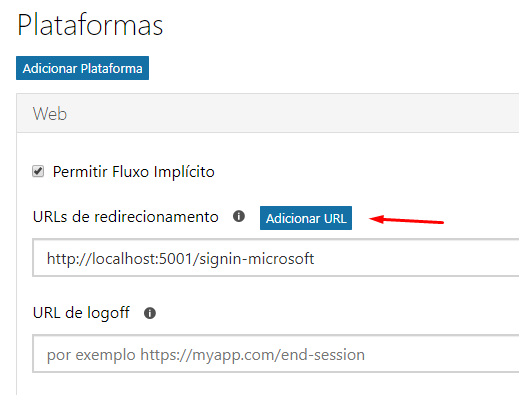 Plataformas
Adicionar Plataforma
Web
Permitir Fluxo Implícito
URLs de redirecionamento Adicionar URL
http://localhost:5001/signin-microsoft
URL de logoff
por exemplo https://myapp.com/end-session